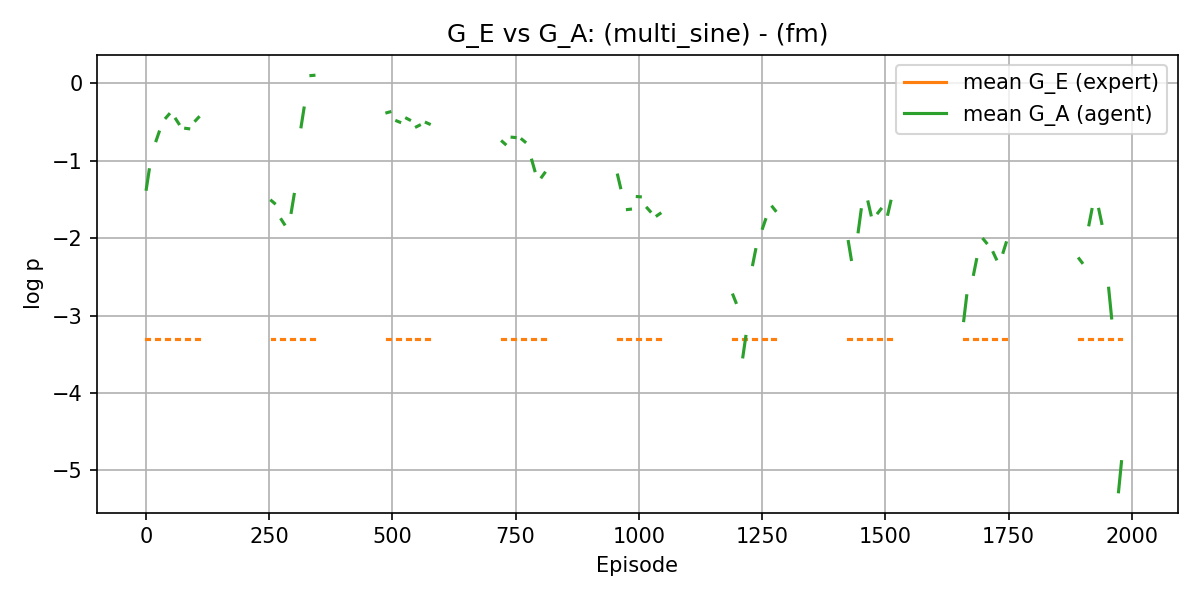 G_E vs G_A: (multi_sine) - (fm)
mean G_E (expert)
mean G_A (agent)
log p
0
−1
−2
−3
−4
−5
0 250 500 750 1000 1250 1500 1750 2000
Episode